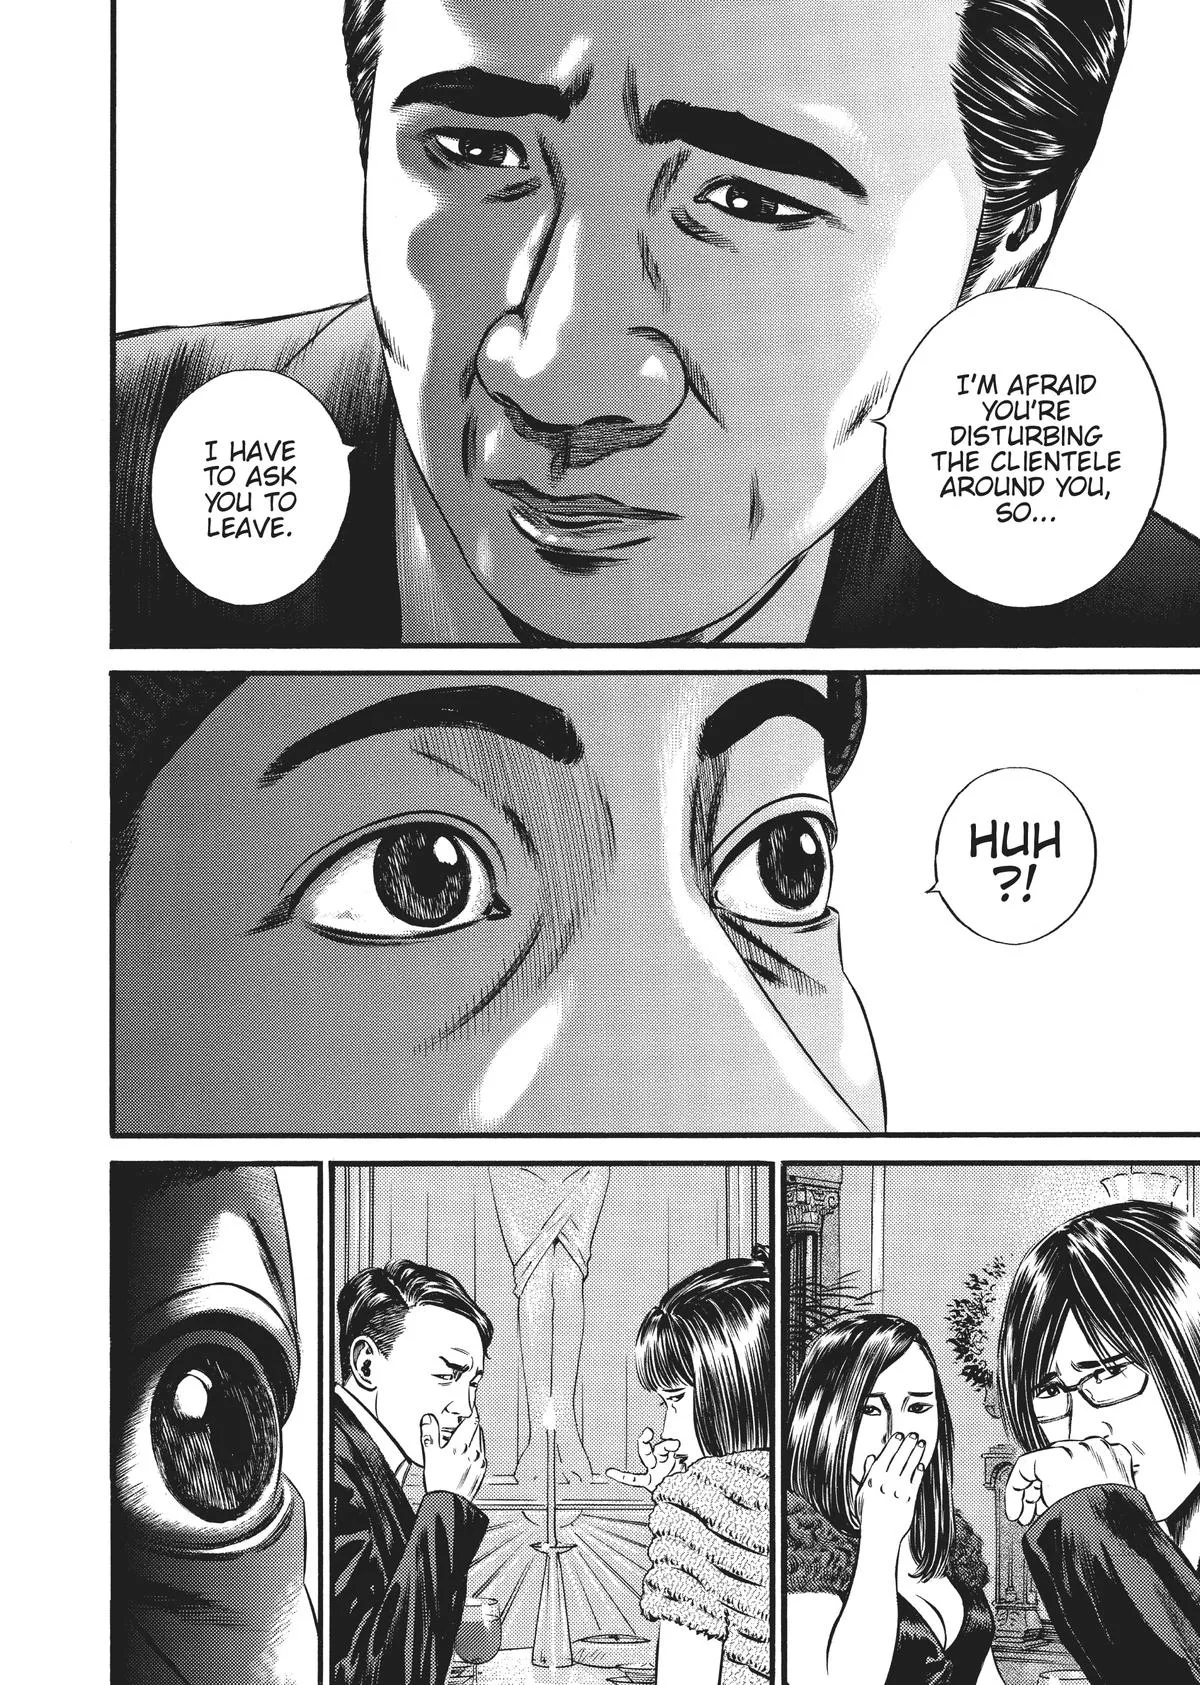 I'M AFRAID
YOU'RE
DISTURBING
THE CLIENTELE
AROUND YOU,
SO...
I HAVE
TO ASK
YOU TO
LEAVE.
HUH
?!